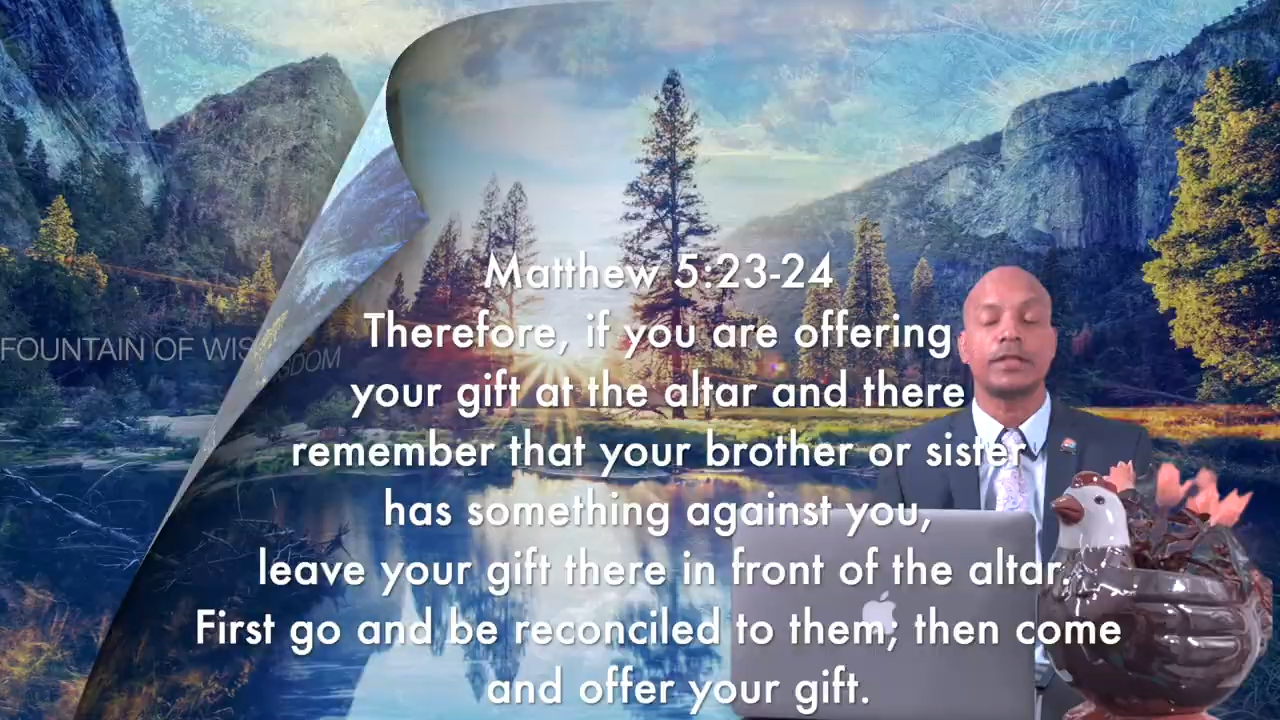 Matthew 5:23-24
Therefore, if you are offering
FOUNTAIN OF WIS
ISDOM
your gift at the altar and there
remember that your brother or sister
has something against you,
leave your gift there in front of the altar.
First go and be reconciled to them; then come
and offer your gift.